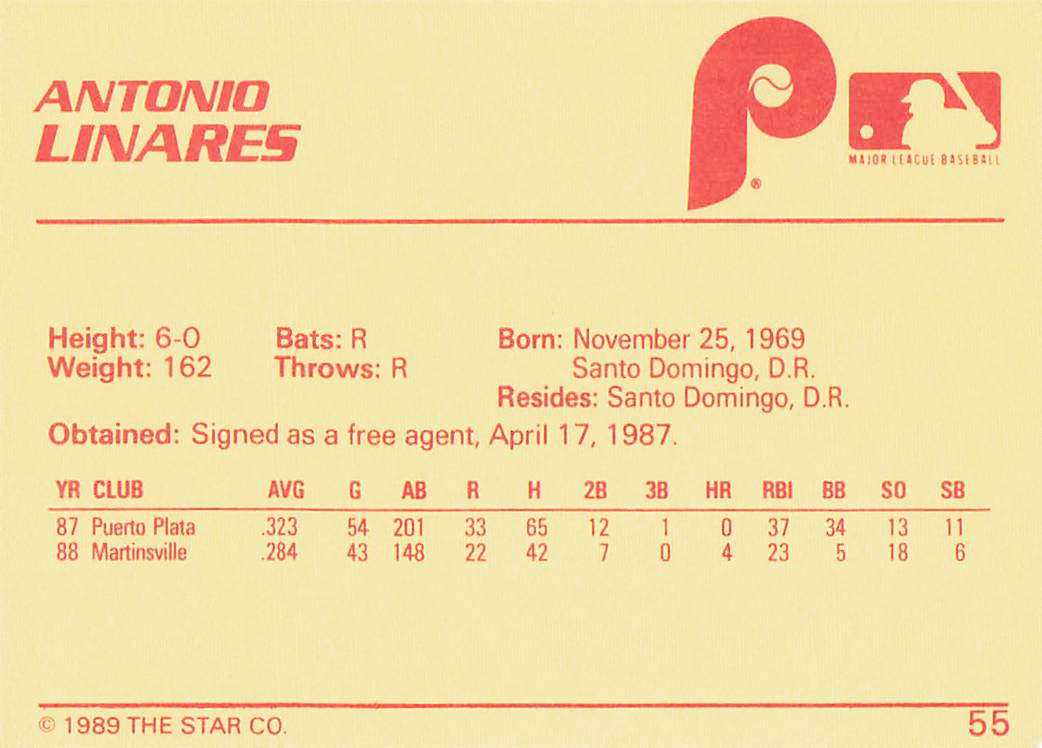 ANTONIO
LINARES
®
MAJOR LEAGUE BASEBALL
Height: 6-0 Bats: R Born: November 25, 1969
Weight: 162 Throws: R Santo Domingo, D.R.
Resides: Santo Domingo, D.R.
Obtained: Signed as a free agent, April 17, 1987.
YR CLUB AVG G AB R H 2B 3B HR RBI BB SO SB
87 Puerto Plata .323 54 201 33 65 12 1 0 37 34 13 11
88 Martinsville .284 43 148 22 42 7 0 4 23 5 18 6
© 1989 THE STAR CO. 55